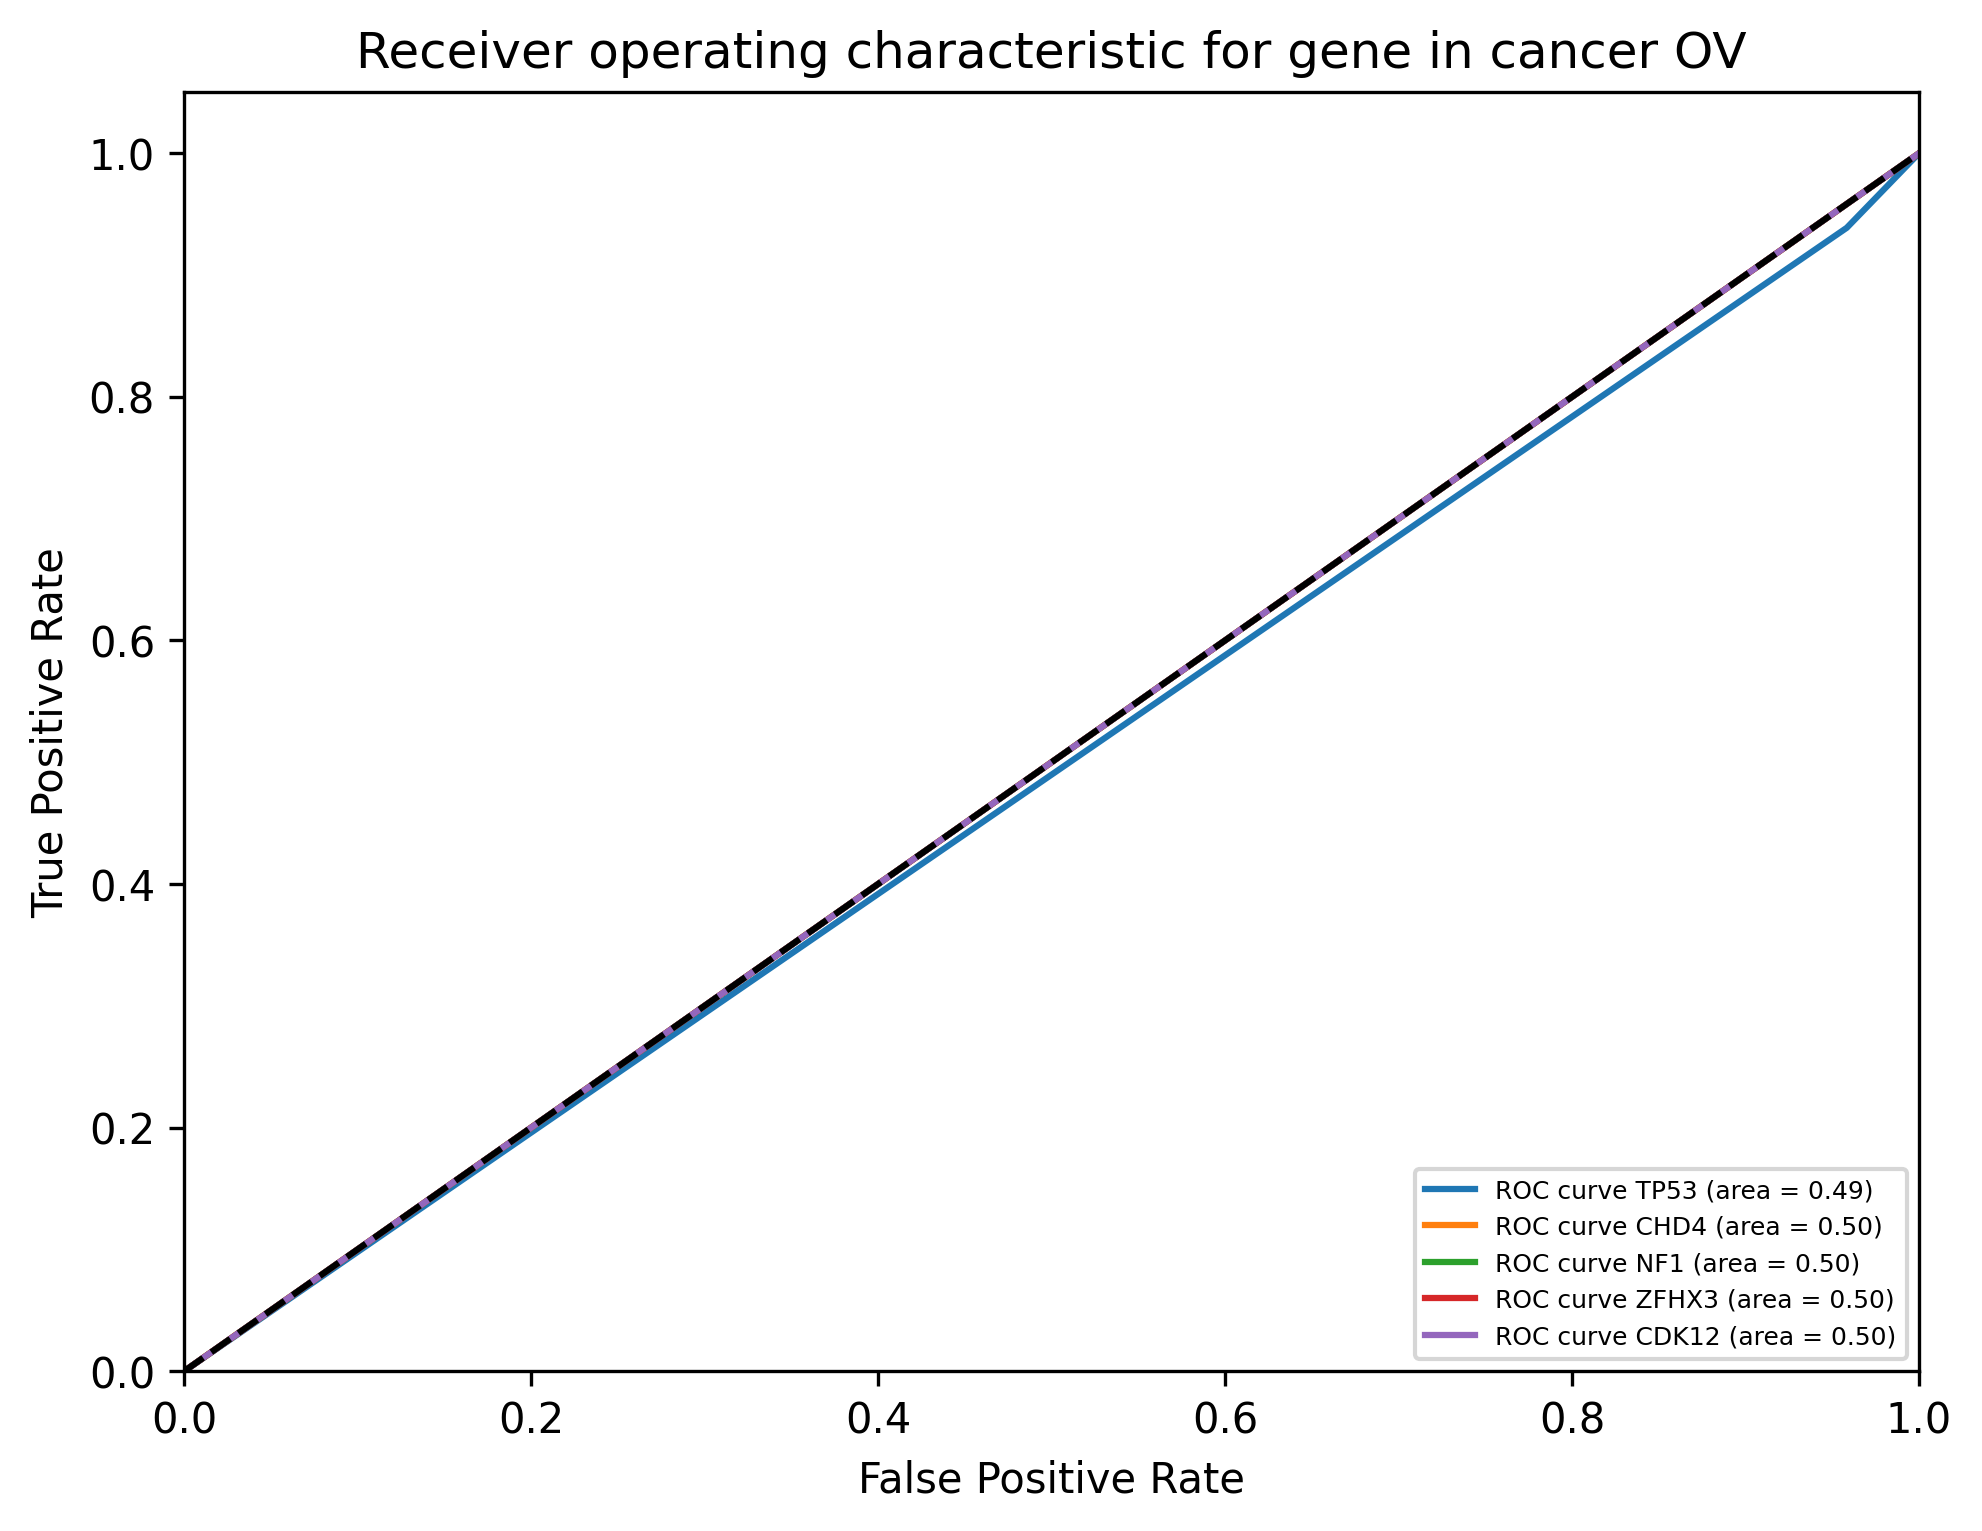 Receiver operating characteristic for gene in cancer OV
True Positive Rate
1.0
0.8
0.6
0.4
0.2
0.0
ROC curve TP53 (area = 0.49)
ROC curve CHD4 (area = 0.50)
ROC curve NF1 (area = 0.50)
ROC curve ZFHX3 (area = 0.50)
ROC curve CDK12 (area = 0.50)
0.0 0.2 0.4 0.6 0.8 1.0
False Positive Rate